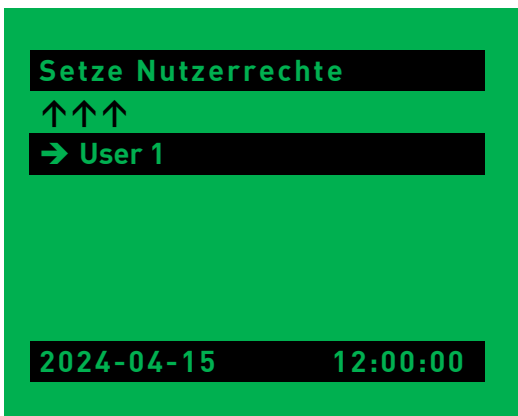 Setze Nutzerrechte
↑↑↑
→ User 1
2024-04-15 12:00:00